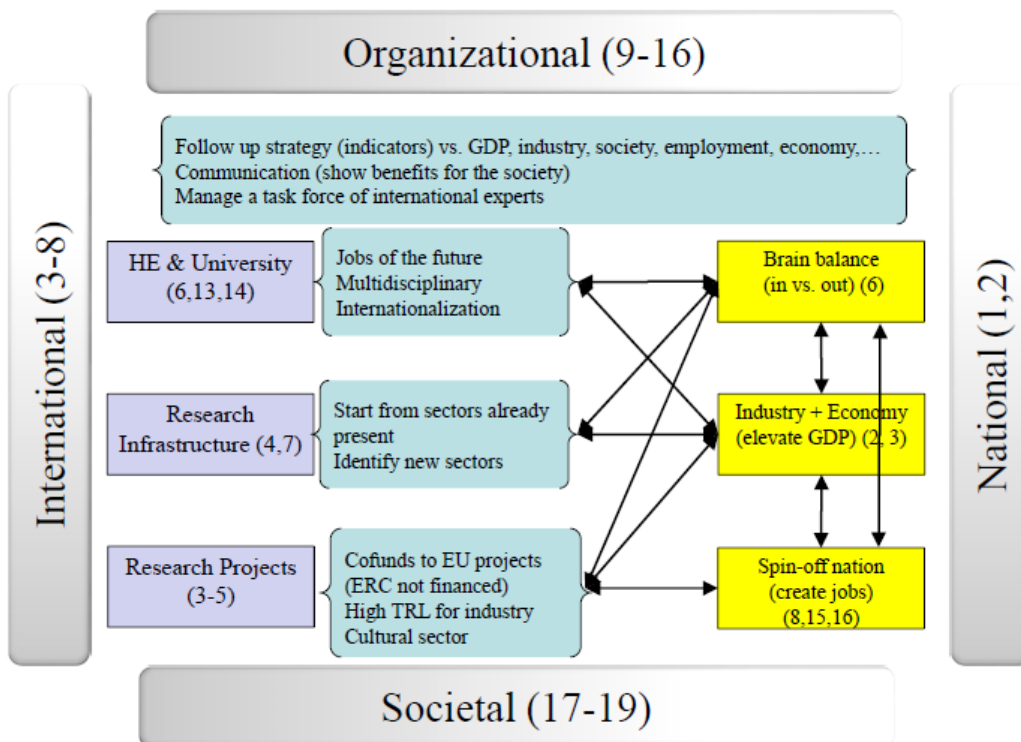 Organizational (9-16)
International (3-8)
National (1,2)
Follow up strategy (indicators) vs. GDP, industry, society, employment, economy,…
Communication (show benefits for the society)
Manage a task force of international experts
HE & University
(6,13,14)
Jobs of the future
Multidisciplinary
Internationalization
Brain balance
(in vs. out) (6)
Research
Infrastructure (4,7)
Start from sectors already
present
Identify new sectors
Industry + Economy
(elevate GDP) (2, 3)
Research Projects
(3-5)
Cofunds to EU projects
(ERC not financed)
High TRL for industry
Cultural sector
Spin-off nation
(create jobs)
(8,15,16)
Societal (17-19)